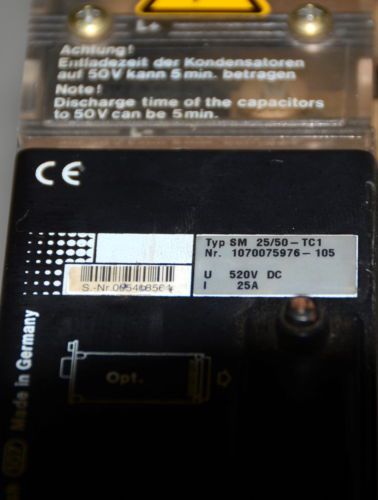 L+
Achtung!
Entladezeit der Kondensatoren
auf 50V kann 5 min. betragen
Note!
Discharge time of the capacitors
to 50V can be 5 min.
CE
Typ SM 25/50-TC1
Nr. 1070075976-105
U 520V DC
I 25A
S.-Nr.
Made in Germany
Opt.